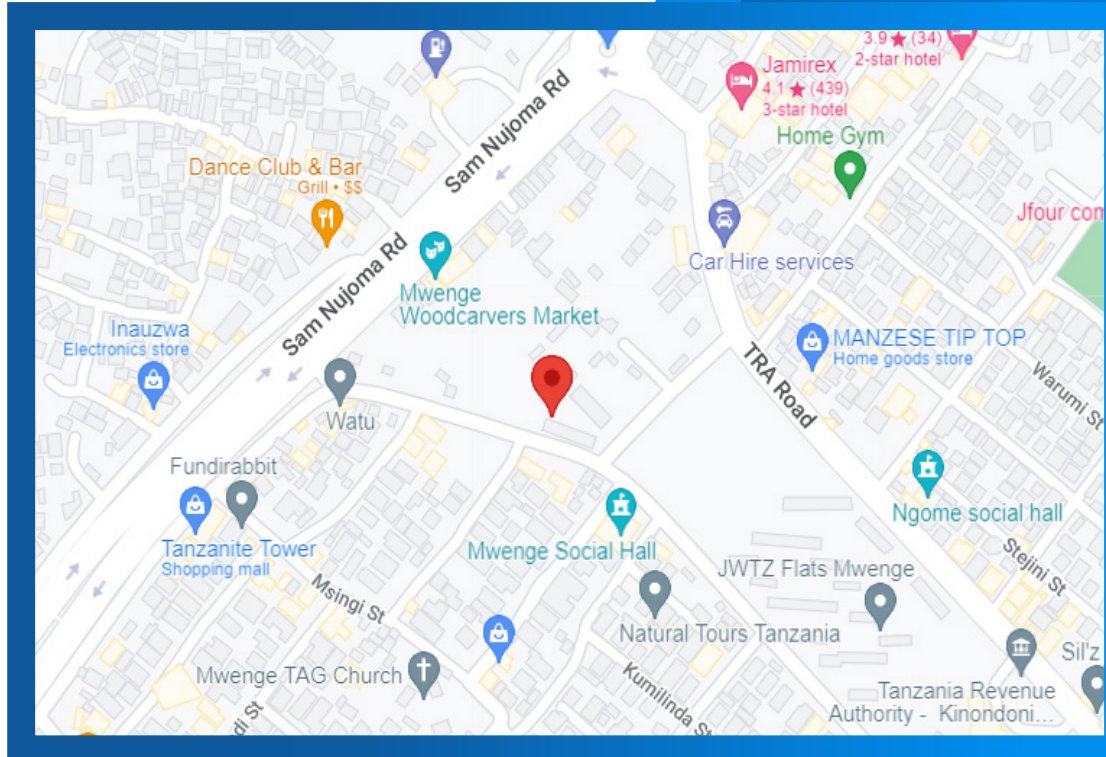 3.9★(34)
2-star hotel
Jamirex
4.1★(439)
3-star hotel
Sam Nujoma Rd
Home Gym
Dance Club & Bar
Grill • $$
Jfour com
Sam Nujoma Rd
Car Hire services
Mwenge
Woodcarvers Market
Inauzwa
Electronics store
MANZESE TIP TOP
Home goods store
TRA Road
Warumi St
Watu
Fundirabbit
Ngome social hall
Tanzanite Tower
Shopping mall
Mwenge Social Hall
Stejini St
JWTZ Flats Mwenge
Msingi St
Natural Tours Tanzania
Sil'z
Mwenge TAG Church
Kumilinda St
Tanzania Revenue
Authority - Kinondoni...
di St